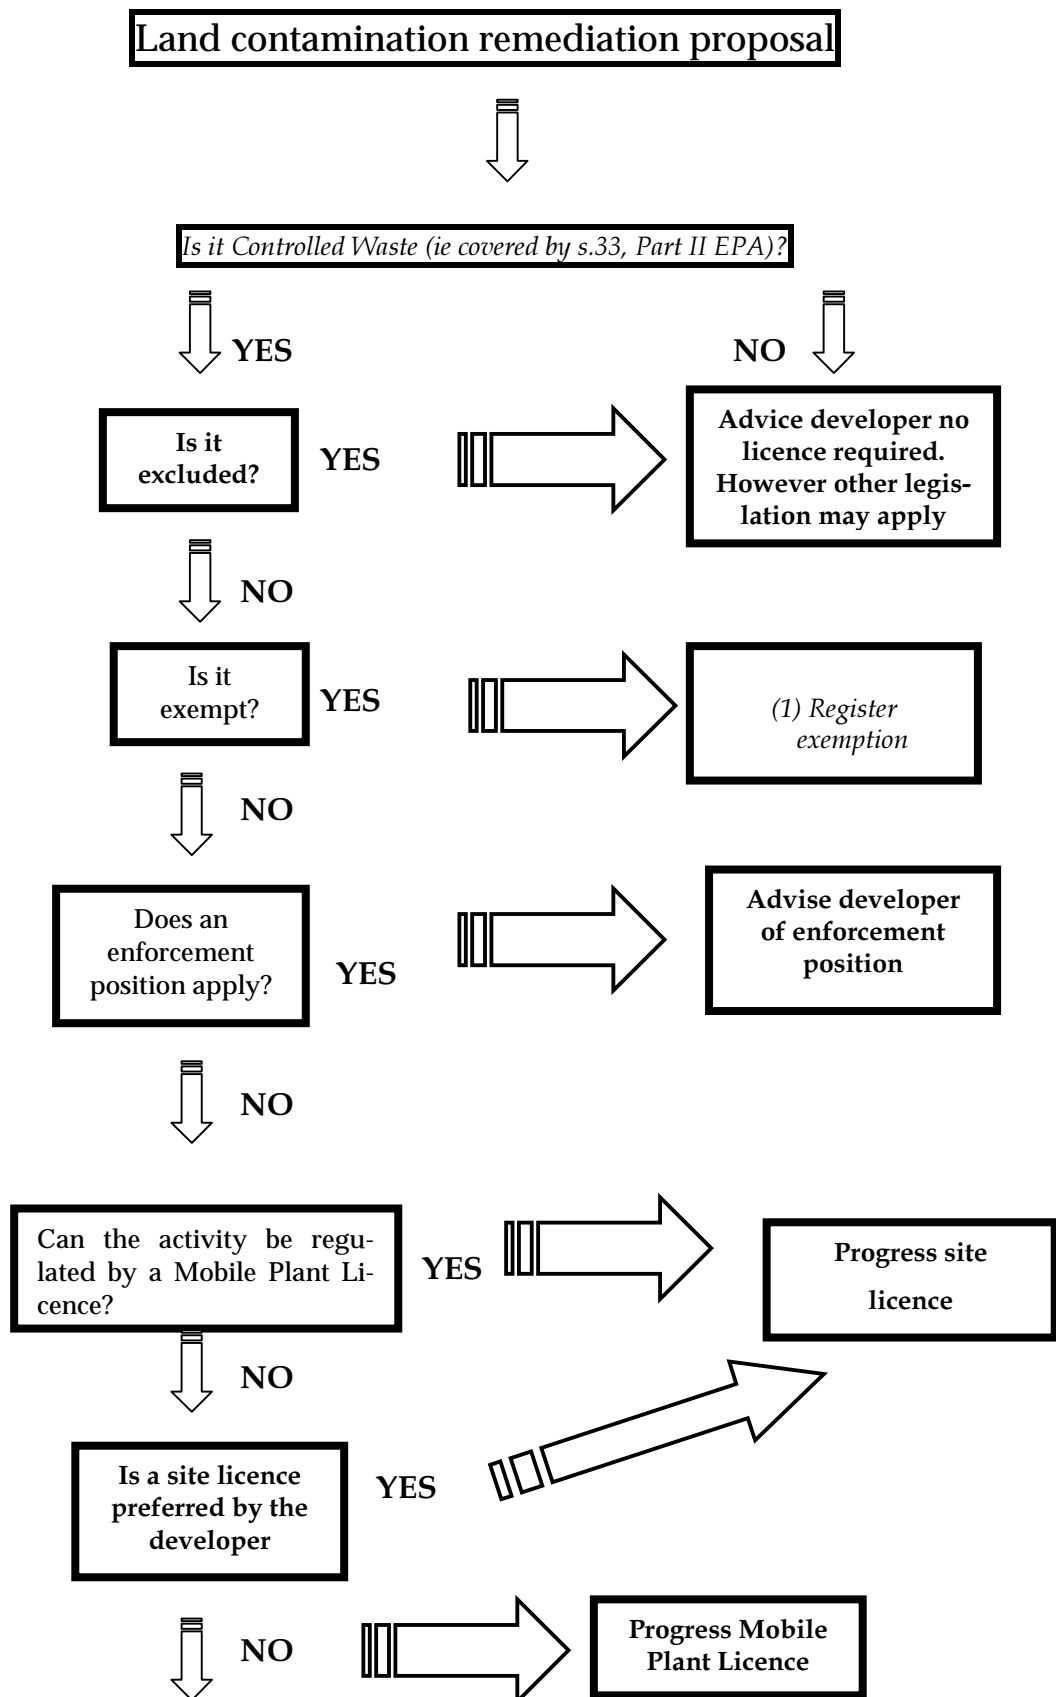 Land contamination remediation proposal
Is it Controlled Waste (ie covered by s.33, Part II EPA)?
YES
NO
Is it
excluded?
YES
Advice developer no
licence required.
However other legis-
lation may apply
NO
Is it
exempt?
YES
(1) Register
exemption
NO
Does an
enforcement
position apply?
YES
Advise developer
of enforcement
position
NO
Can the activity be regu-
lated by a Mobile Plant Li-
cence?
YES
Progress site
licence
NO
Is a site licence
preferred by the
developer
YES
NO
Progress Mobile
Plant Licence